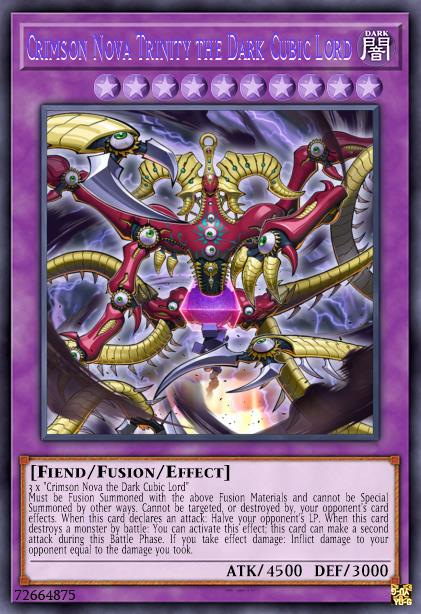 Crimson Nova Trinity the Dark Cubic Lord
DARK
闇
[Fiend/Fusion/Effect]
3 x "Crimson Nova the Dark Cubic Lord"
Must be Fusion Summoned with the above Fusion Materials and cannot be Special
Summoned by other ways. Cannot be targeted, or destroyed by, your opponent's card
effects. When this card declares an attack: Halve your opponent's LP. When this card
destroys a monster by battle: You can activate this effect; this card can make a second
attack during this Battle Phase. If you take effect damage: Inflict damage to your
opponent equal to the damage you took.
ATK/4500 DEF/3000
72664875